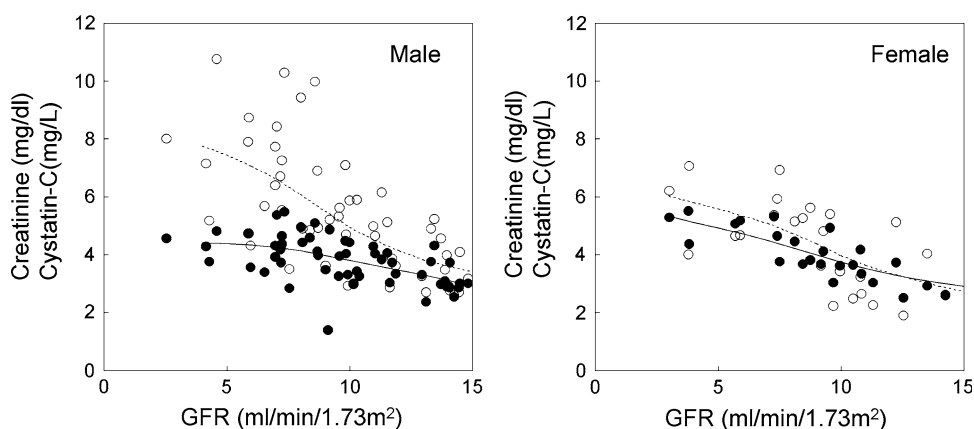 12
10
8
6
4
2
0
Creatinine (mg/dl)
Cystatin-C(mg/L)
Male
5
10
15
GFR (ml/min/1.73m²)
12
10
8
6
4
2
0
Creatinine (mg/dl)
Cystatin-C(mg/L)
Female
0
5
10
15
GFR (ml/min/1.73m²)